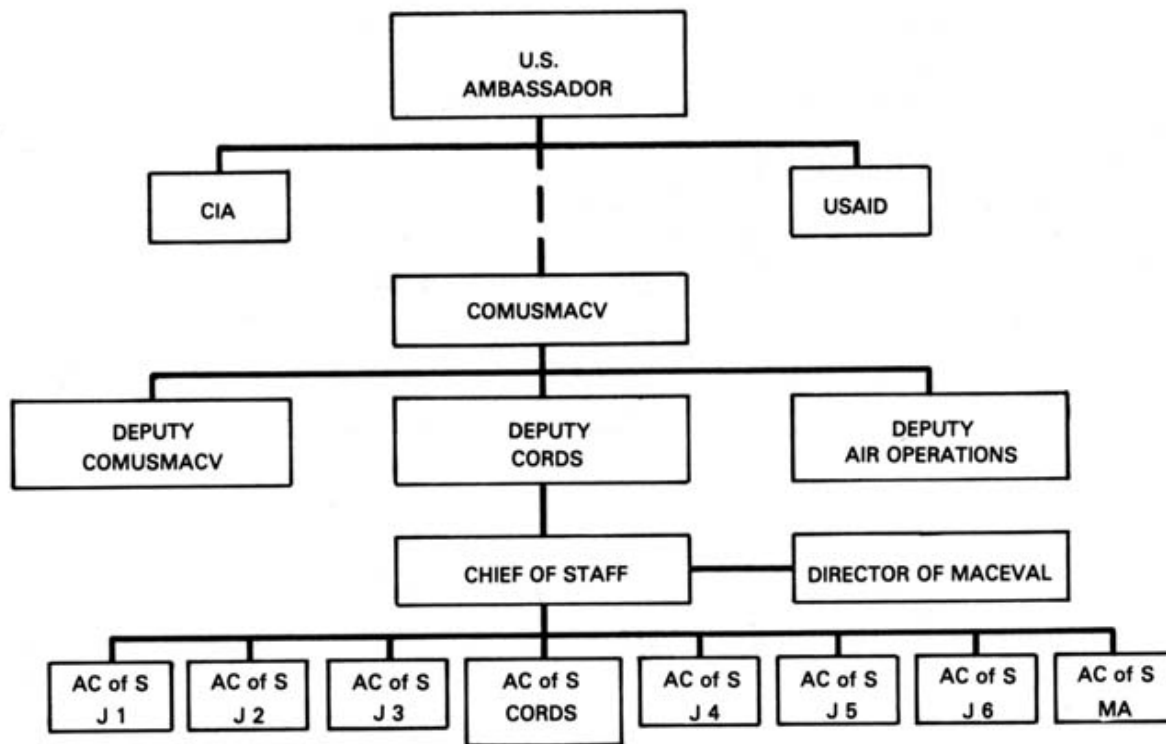 U.S.
AMBASSADOR
CIA
USAID
COMUSMACV
DEPUTY
COMUSMACV
DEPUTY
CORDS
DEPUTY
AIR OPERATIONS
CHIEF OF STAFF
DIRECTOR OF MACEVAL
AC of S
J 1
AC of S
J 2
AC of S
J 3
AC of S
CORDS
AC of S
J 4
AC of S
J 5
AC of S
J 6
AC of S
MA